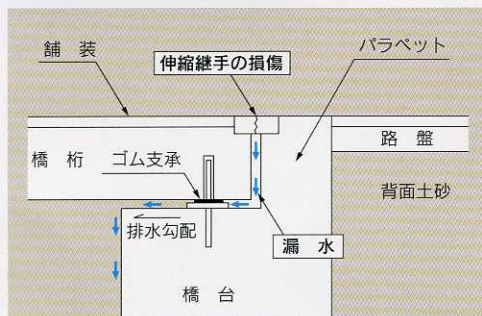 舗　装
伸縮継手の損傷
パラペット
橋　桁
ゴム支承
路　盤
背面土砂
排水勾配
漏　水
橋　台